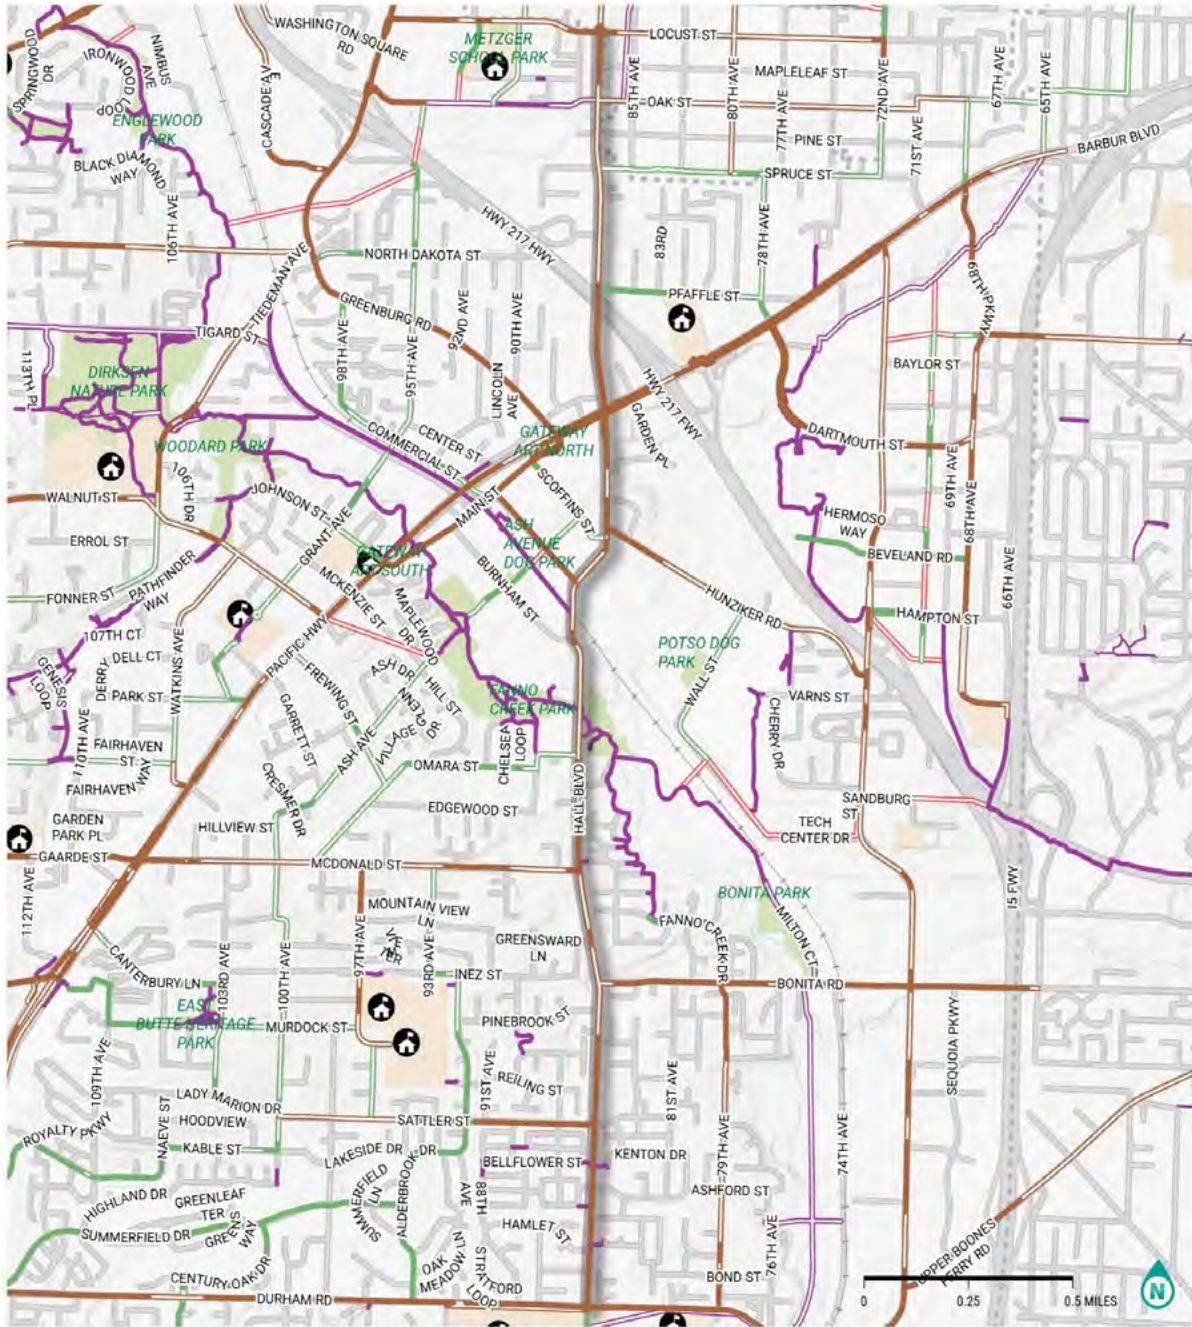 WASHINGTON SQUARE
RD
METZGER
SCHOOL PARK
LOCUST ST
MAPLELEAF ST
OAK ST
PINE ST
SPRUCE ST
85TH AVE
80TH AVE
77TH AVE
72ND AVE
71ST AVE
67TH AVE
65TH AVE
BARBUR BLVD
SPRINGWOOD
DR
IRONWOOD
LOOP
NIMBUS
AVE
ENGLEWOOD
PARK
BLACK DIAMOND
WAY
CASCADE AVE
106TH AVE
HWY 217 HWY
NORTH DAKOTA ST
83RD
78TH AVE
PFAFFLE ST
68TH PKWY
TIEDEMAN AVE
GREENBURG RD
TIGARD ST
98TH AVE
95TH AVE
92ND AVE
90TH AVE
LINCOLN
AVE
113TH PL
DIRKSEN
NATURE PARK
BAYLOR ST
HWY 217 FWY
GARDEN PL
DARTMOUTH ST
WOODARD PARK
COMMERCIAL ST
CENTER ST
GATEWAY
ART NORTH
106TH DR
WALNUT ST
JOHNSON ST
MAIN ST
SCOFFINS ST
69TH AVE
68TH AVE
HERMOSO
WAY
BEVELAND RD
ERROL ST
GRANT AVE
GATEWAY
ART SOUTH
ASH
AVENUE
DOG PARK
BURNHAM ST
HUNZIKER RD
66TH AVE
HAMPTON ST
FONNER ST
PATHFINDER
WAY
MCKENZIE ST
MAPLEWOOD
DR
107TH CT
DERRY
DELL CT
WATKINS AVE
PACIFIC HWY
GENESIS
LOOP
PARK ST
FREWING ST
ASH DR
HILL ST
GLENN
POTSO DOG
PARK
WALL ST
VARNS ST
CHERRY DR
FANNO
CREEK PARK
110TH AVE
FAIRHAVEN
ST
FAIRHAVEN WAY
GARRETT ST
ASH AVE
VILLAGE
DR
CHELSEA
LOOP
OMARA ST
CRESMER DR
EDGEWOOD ST
HALL BLVD
SANDBURG
ST
TECH
CENTER DR
GARDEN
PARK PL
HILLVIEW ST
GAARDE ST
MCDONALD ST
112TH AVE
MOUNTAIN VIEW
LN
BONITA PARK
FANNO CREEK DR
MILTON CT
I5 FWY
97TH AVE
93RD AVE
GREENSWARD
LN
CANTERBURY LN
103RD AVE
100TH AVE
INEZ ST
BONITA RD
EAST
BUTTE HERITAGE
PARK
MURDOCK ST
PINEBROOK ST
109TH AVE
91ST AVE
REILING ST
81ST AVE
SEQUOIA PKWY
LADY MARION DR
HOODVIEW
SATTLER ST
ROYALTY PKWY
NAEVE ST
KABLE ST
LAKESIDE DR
BELLFLOWER ST
KENTON DR
79TH AVE
74TH AVE
HIGHLAND DR
GREENLEAF
TER
SUMMERFIELD
LN
ALDERBROOK DR
88TH
AVE
ASHFORD ST
SUMMERFIELD DR
GREENS
WAY
HAMLET ST
76TH AVE
CENTURY OAK DR
OAK
MEADOW LN
STRATFORD
LOOP
BOND ST
UPPER BOONES
FERRY RD
DURHAM RD
0
0.25
0.5 MILES
N